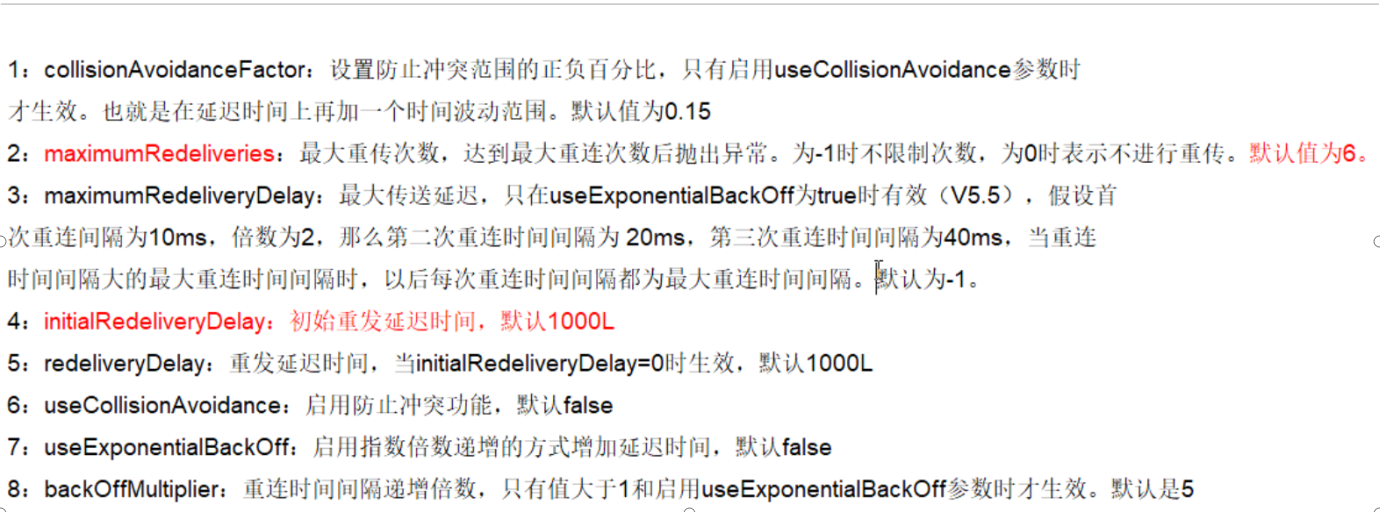 1：collisionAvoidanceFactor：设置防止冲突范围的正负百分比，只有启用useCollisionAvoidance参数时
才生效。也就是在延迟时间上再加一个时间波动范围。默认值为0.15
2：maximumRedeliveries：最大重传次数，达到最大重连次数后抛出异常。为-1时不限制次数，为0时表示不进行重传。默认值为6。
3：maximumRedeliveryDelay：最大传送延迟，只在useExponentialBackOff为true时有效（V5.5），假设首
次重连间隔为10ms，倍数为2，那么第二次重连时间间隔为 20ms，第三次重连时间间隔为40ms，当重连
时间间隔大的最大重连时间间隔时，以后每次重连时间间隔都为最大重连时间间隔。默认为-1。
4：initialRedeliveryDelay：初始重发延迟时间，默认1000L
5：redeliveryDelay：重发延迟时间，当initialRedeliveryDelay=0时生效，默认1000L
6：useCollisionAvoidance：启用防止冲突功能，默认false
7：useExponentialBackOff：启用指数倍数递增的方式增加延迟时间，默认false
8：backOffMultiplier：重连时间间隔递增倍数，只有值大于1和启用useExponentialBackOff参数时才生效。默认是5